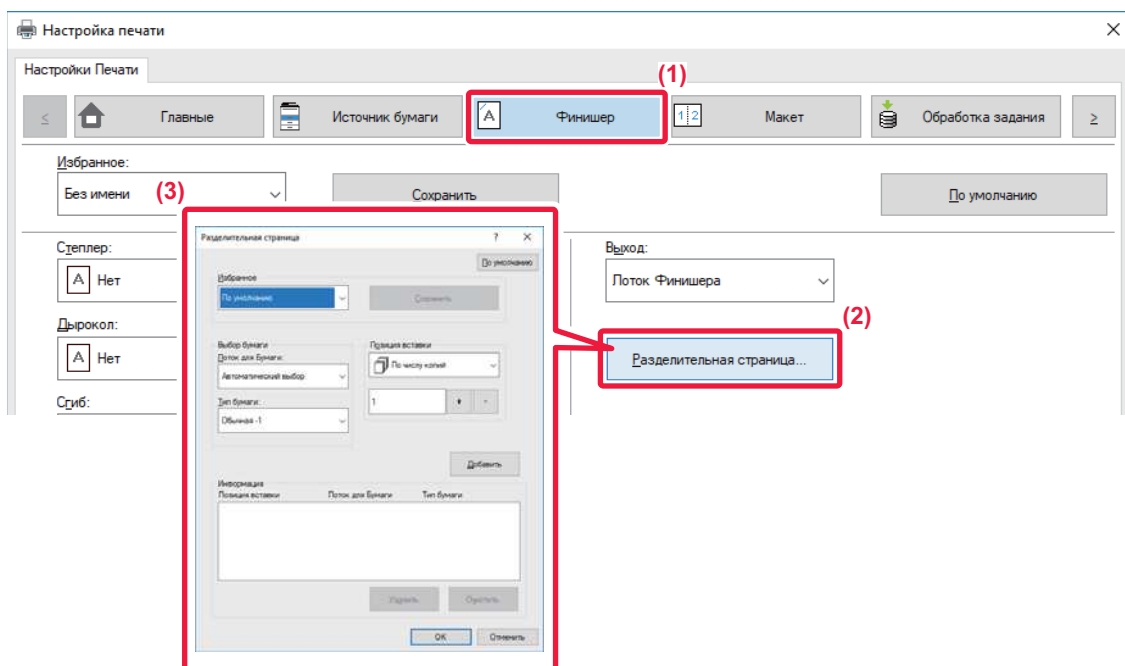 Настройка печати
Настройки Печати
(1)
<
Главные
Источник бумаги
A
Финишер
1 2
Макет
Обработка задания
>
Избранное:
Без имени
(3)
Сохранить
По умолчанию
Степлер:
A Нет
Дырокол:
A Нет
Сгиб:
Разделительная страница
?
По умолчанию
Избранное
По умолчанию
Сохранить
Выбор бумаги
Лоток для Бумаги:
Автоматический выбор
Тип бумаги:
Обычная -1
Позиция вставки
По числу копий
1
+
-
Добавить
Информация
Позиция вставки Лоток для Бумаги Тип бумаги
Удалить
Очистить
OK
Отменить
Выход:
Лоток Финишера
(2)
Разделительная страница...